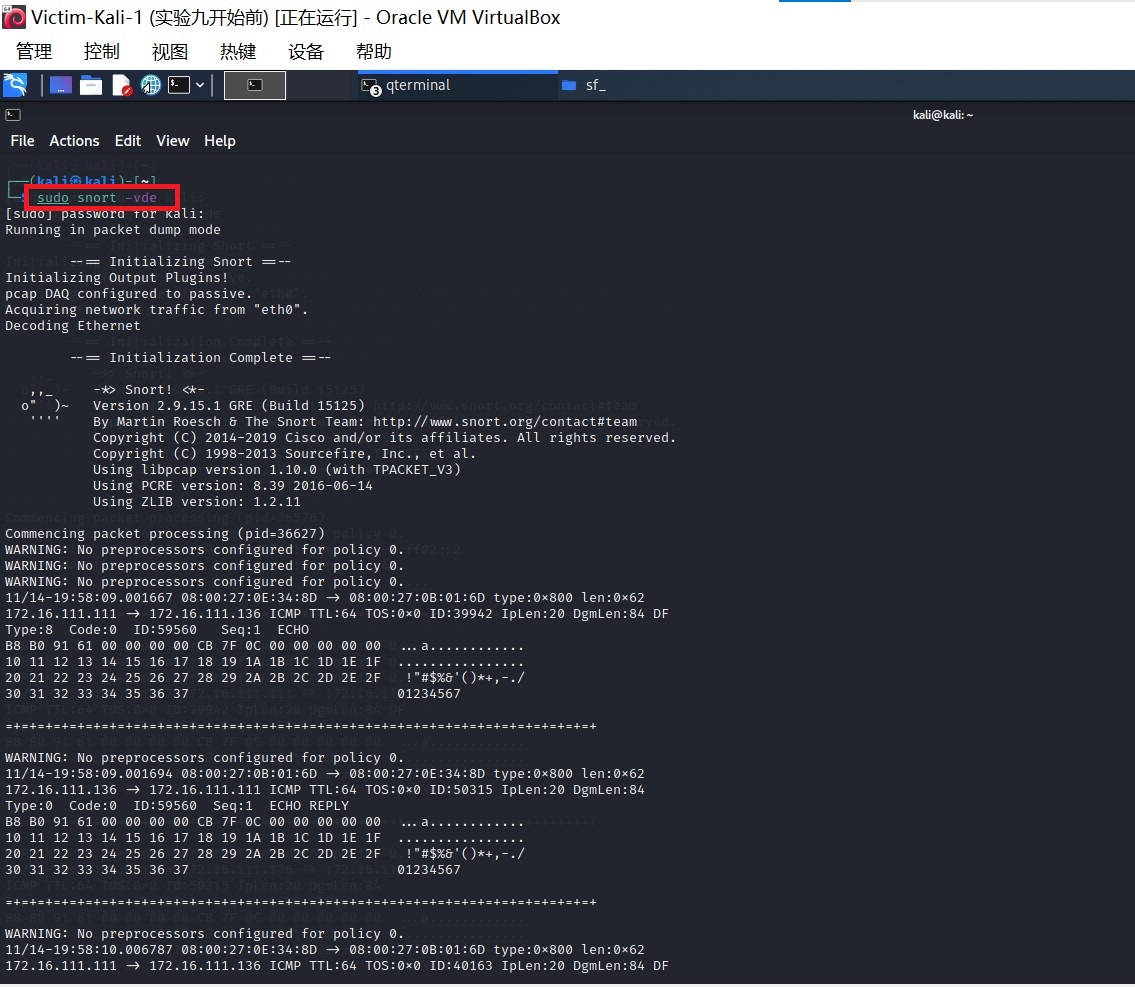 Victim-Kali-1 (实验九开始前) [正在运行] - Oracle VM VirtualBox
管理 控制 视图 热键 设备 帮助
3 qterminal sf_
kali@kali: ~
File Actions Edit View Help
┌──(kali㉿kali)-[~]
└─$ sudo snort -vde
[sudo] password for kali:
Running in packet dump mode
--== Initializing Snort ==--
Initializing Output Plugins!
pcap DAQ configured to passive.
Acquiring network traffic from "eth0".
Decoding Ethernet
--== Initialization Complete ==--
,,_ -*> Snort! <*-
o" )~ Version 2.9.15.1 GRE (Build 15125)
'''' By Martin Roesch & The Snort Team: http://www.snort.org/contact#team
Copyright (C) 2014-2019 Cisco and/or its affiliates. All rights reserved.
Copyright (C) 1998-2013 Sourcefire, Inc., et al.
Using libpcap version 1.10.0 (with TPACKET_V3)
Using PCRE version: 8.39 2016-06-14
Using ZLIB version: 1.2.11
Commencing packet processing (pid=36627)
WARNING: No preprocessors configured for policy 0.
WARNING: No preprocessors configured for policy 0.
WARNING: No preprocessors configured for policy 0.
11/14-19:58:09.001667 08:00:27:0E:34:8D -> 08:00:27:0B:01:6D type:0x800 len:0x62
172.16.111.111 -> 172.16.111.136 ICMP TTL:64 TOS:0x0 ID:39942 IpLen:20 DgmLen:84 DF
Type:8 Code:0 ID:59560 Seq:1 ECHO
B8 B0 91 61 00 00 00 00 CB 7F 0C 00 00 00 00 00 ...a............
10 11 12 13 14 15 16 17 18 19 1A 1B 1C 1D 1E 1F ................
20 21 22 23 24 25 26 27 28 29 2A 2B 2C 2D 2E 2F !"#$%&'()*+,-./
30 31 32 33 34 35 36 37 01234567
=+=+=+=+=+=+=+=+=+=+=+=+=+=+=+=+=+=+=+=+=+=+=+=+=+=+=+=+=+=+=+=+=+=+=+=+=+
WARNING: No preprocessors configured for policy 0.
11/14-19:58:09.001694 08:00:27:0B:01:6D -> 08:00:27:0E:34:8D type:0x800 len:0x62
172.16.111.136 -> 172.16.111.111 ICMP TTL:64 TOS:0x0 ID:50315 IpLen:20 DgmLen:84
Type:0 Code:0 ID:59560 Seq:1 ECHO REPLY
B8 B0 91 61 00 00 00 00 CB 7F 0C 00 00 00 00 00 ...a............
10 11 12 13 14 15 16 17 18 19 1A 1B 1C 1D 1E 1F ................
20 21 22 23 24 25 26 27 28 29 2A 2B 2C 2D 2E 2F !"#$%&'()*+,-./
30 31 32 33 34 35 36 37 01234567
=+=+=+=+=+=+=+=+=+=+=+=+=+=+=+=+=+=+=+=+=+=+=+=+=+=+=+=+=+=+=+=+=+=+=+=+=+
WARNING: No preprocessors configured for policy 0.
11/14-19:58:10.006787 08:00:27:0E:34:8D -> 08:00:27:0B:01:6D type:0x800 len:0x62
172.16.111.111 -> 172.16.111.136 ICMP TTL:64 TOS:0x0 ID:40163 IpLen:20 DgmLen:84 DF